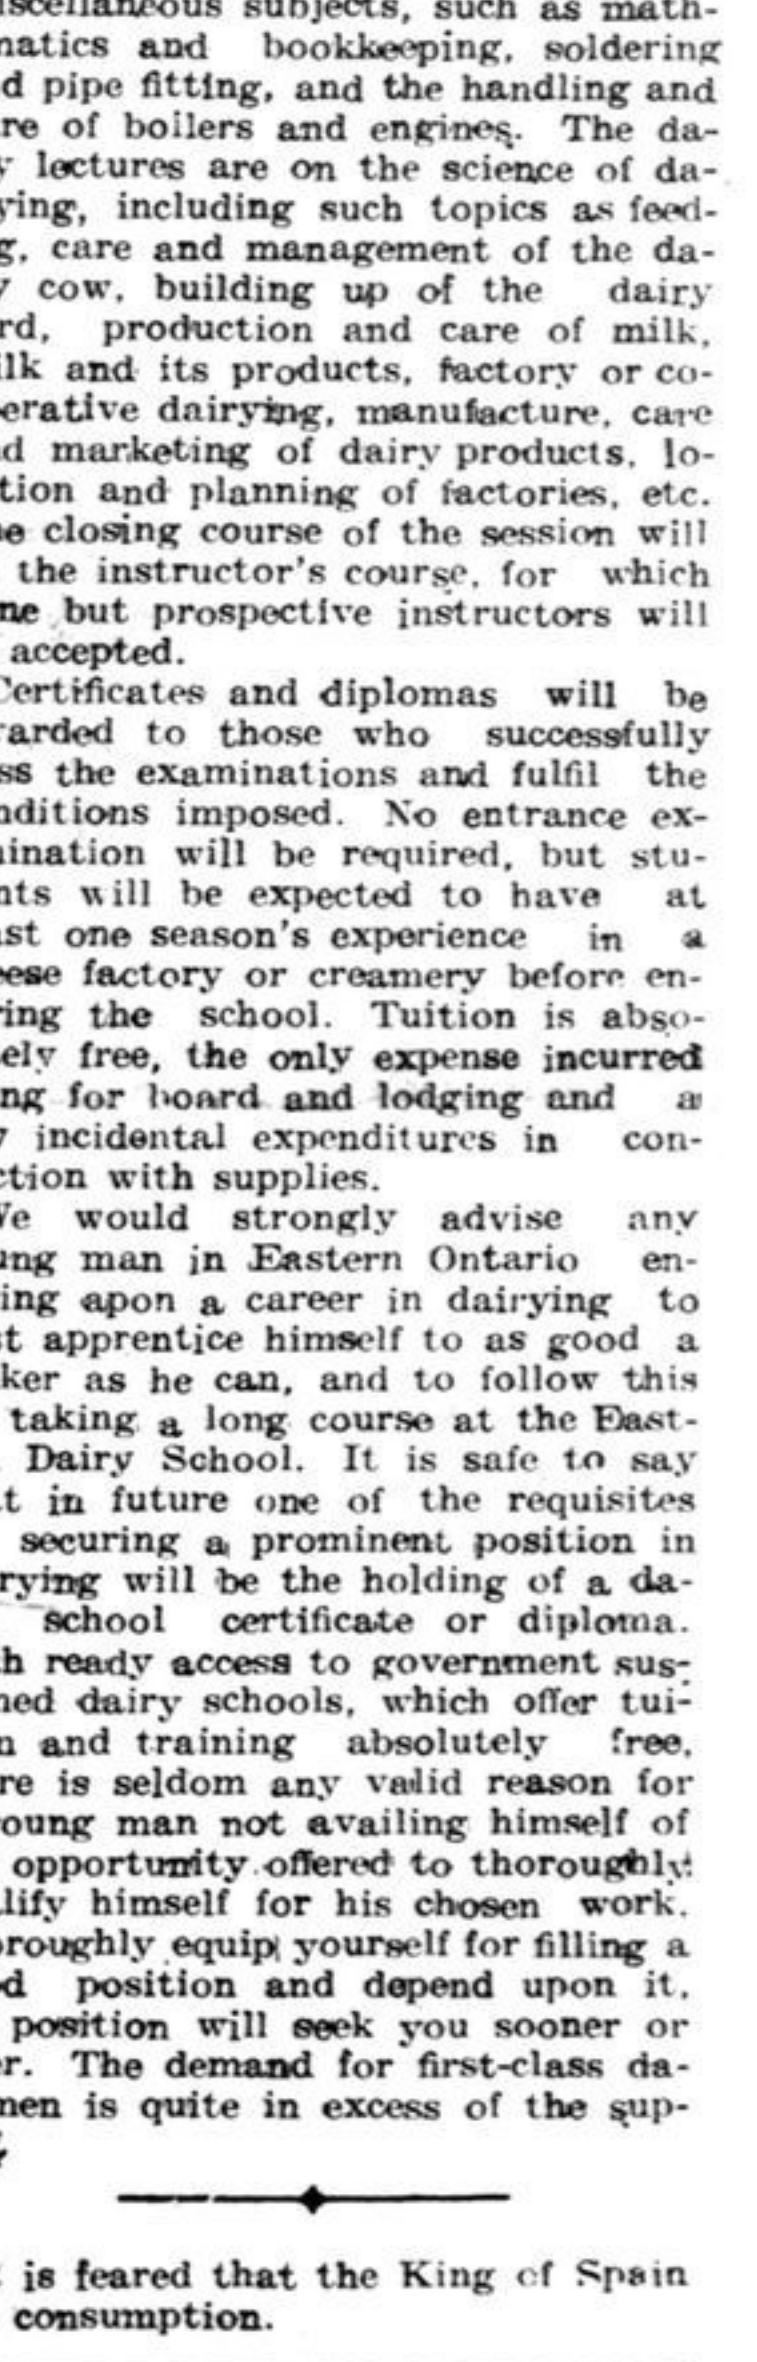 iscellaneous subjects, such as math-
matics and bookkeeping, soldering
d pipe fitting, and the handling and
re of boilers and engines. The da-
y lectures are on the science of da-
ying, including such topics as feed-
g, care and management of the da-
y cow, building up of the dairy
rd, production and care of milk,
ilk and its products, factory or co-
erative dairying, manufacture, care
d marketing of dairy products, lo-
tion and planning of factories, etc.
e closing course of the session will
the instructor's course, for which
ne but prospective instructors will
accepted.
Certificates and diplomas will be
arded to those who successfully
ss the examinations and fulfil the
nditions imposed. No entrance ex-
ination will be required, but stu-
nts will be expected to have at
ast one season's experience in a
eese factory or creamery before en-
ring the school. Tuition is abso-
ely free, the only expense incurred
ng for board and lodging and a
y incidental expenditures in con-
ction with supplies.
We would strongly advise any
ung man in Eastern Ontario en-
ing apon a career in dairying to
st apprentice himself to as good a
ker as he can, and to follow this
taking a long course at the East-
Dairy School. It is safe to say
t in future one of the requisites
securing a prominent position in
rying will be the holding of a da-
school certificate or diploma.
h ready access to government sus-
ned dairy schools, which offer tui-
n and training absolutely free,
re is seldom any valid reason for
oung man not availing himself of
opportunity offered to thoroughly
lify himself for his chosen work.
oroughly equip yourself for filling a
d position and depend upon it,
position will seek you sooner or
er. The demand for first-class da-
men is quite in excess of the sup-
is feared that the King of Spain
consumption.